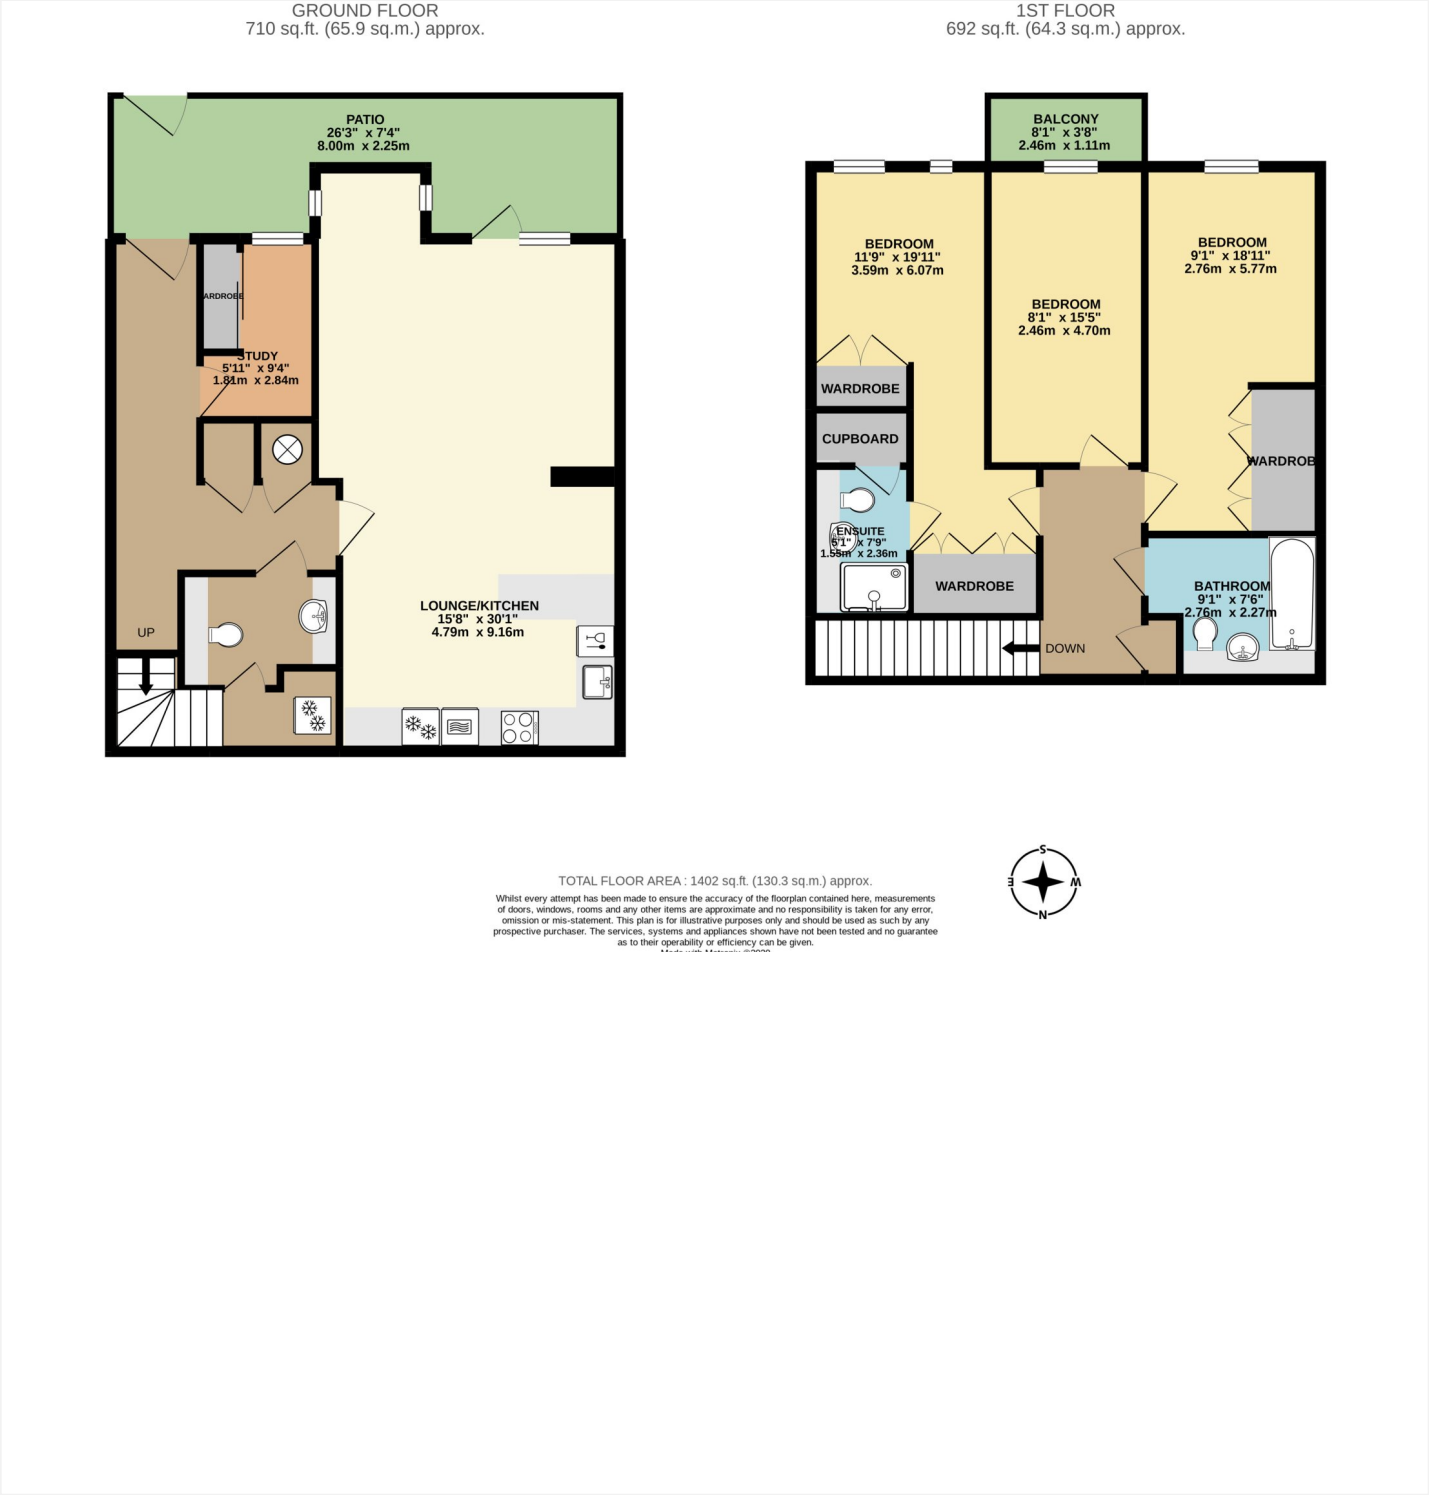 GROUND FLOOR
710 sq.ft. (65.9 sq.m.) approx.
PATIO
26'3" x 7'4"
8.00m x 2.25m
ARDROBE
STUDY
5'11" x 9'4"
1.81m x 2.84m
LOUNGE/KITCHEN
15'8" x 30'1"
4.79m x 9.16m
UP
1ST FLOOR
692 sq.ft. (64.3 sq.m.) approx.
BALCONY
8'1" x 3'8"
2.46m x 1.11m
BEDROOM
11'9" x 19'11"
3.59m x 6.07m
BEDROOM
8'1" x 15'5"
2.46m x 4.70m
BEDROOM
9'1" x 18'11"
2.76m x 5.77m
WARDROBE
CUPBOARD
WARDROB
ENSUITE
5'1" x 7'9"
1.55m x 2.36m
WARDROBE
BATHROOM
9'1" x 7'6"
2.76m x 2.27m
DOWN
S
E
W
N
TOTAL FLOOR AREA : 1402 sq.ft. (130.3 sq.m.) approx.
Whilst every attempt has been made to ensure the accuracy of the floorplan contained here, measurements
of doors, windows, rooms and any other items are approximate and no responsibility is taken for any error,
omission or mis-statement. This plan is for illustrative purposes only and should be used as such by any
prospective purchaser. The services, systems and appliances shown have not been tested and no guarantee
as to their operability or efficiency can be given.
Made with Metropix